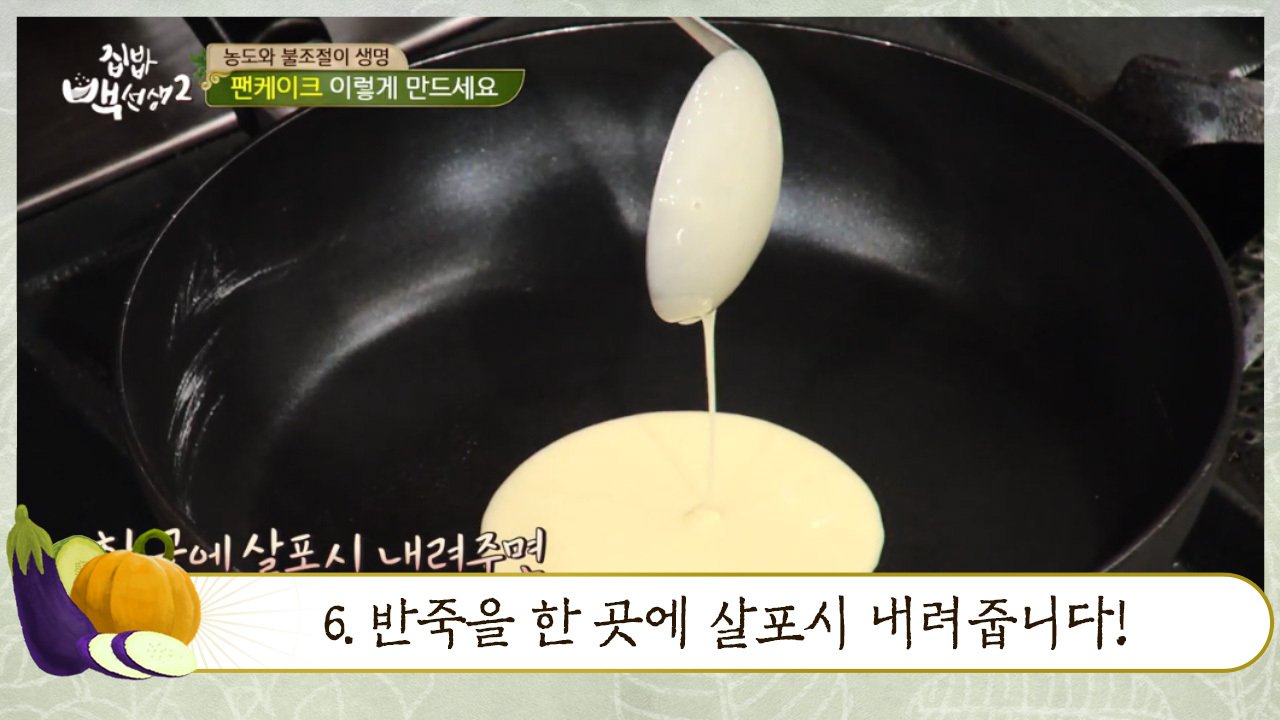 집밥
백선생2
농도와 불조절이 생명
팬케이크 이렇게 만드세요
곳에 살포시 내려주면
6. 반죽을 한 곳에 살포시 내려줍니다!